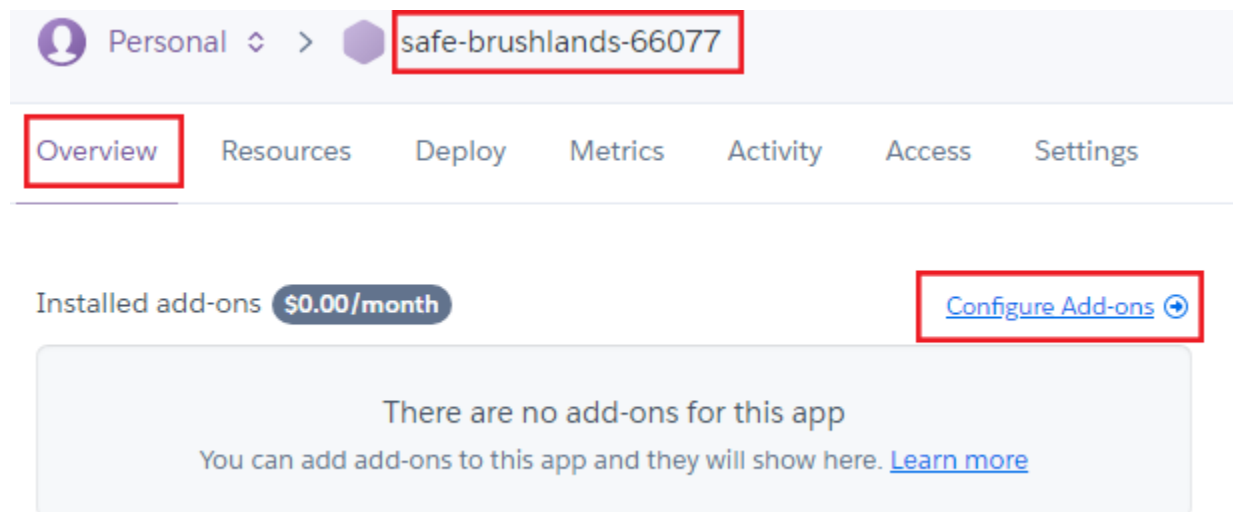 Personal > safe-brushlands-66077
Overview Resources Deploy Metrics Activity Access Settings
Installed add-ons $0.00/month Configure Add-ons
There are no add-ons for this app
You can add add-ons to this app and they will show here. Learn more